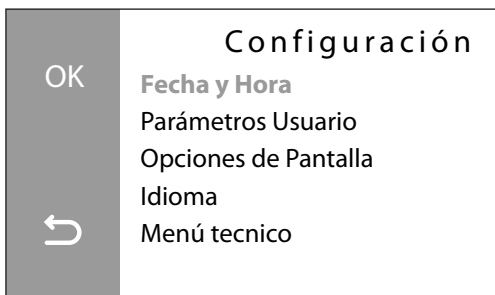 Configuración
OK
Fecha y Hora
Parámetros Usuario
Opciones de Pantalla
Idioma
Menú tecnico